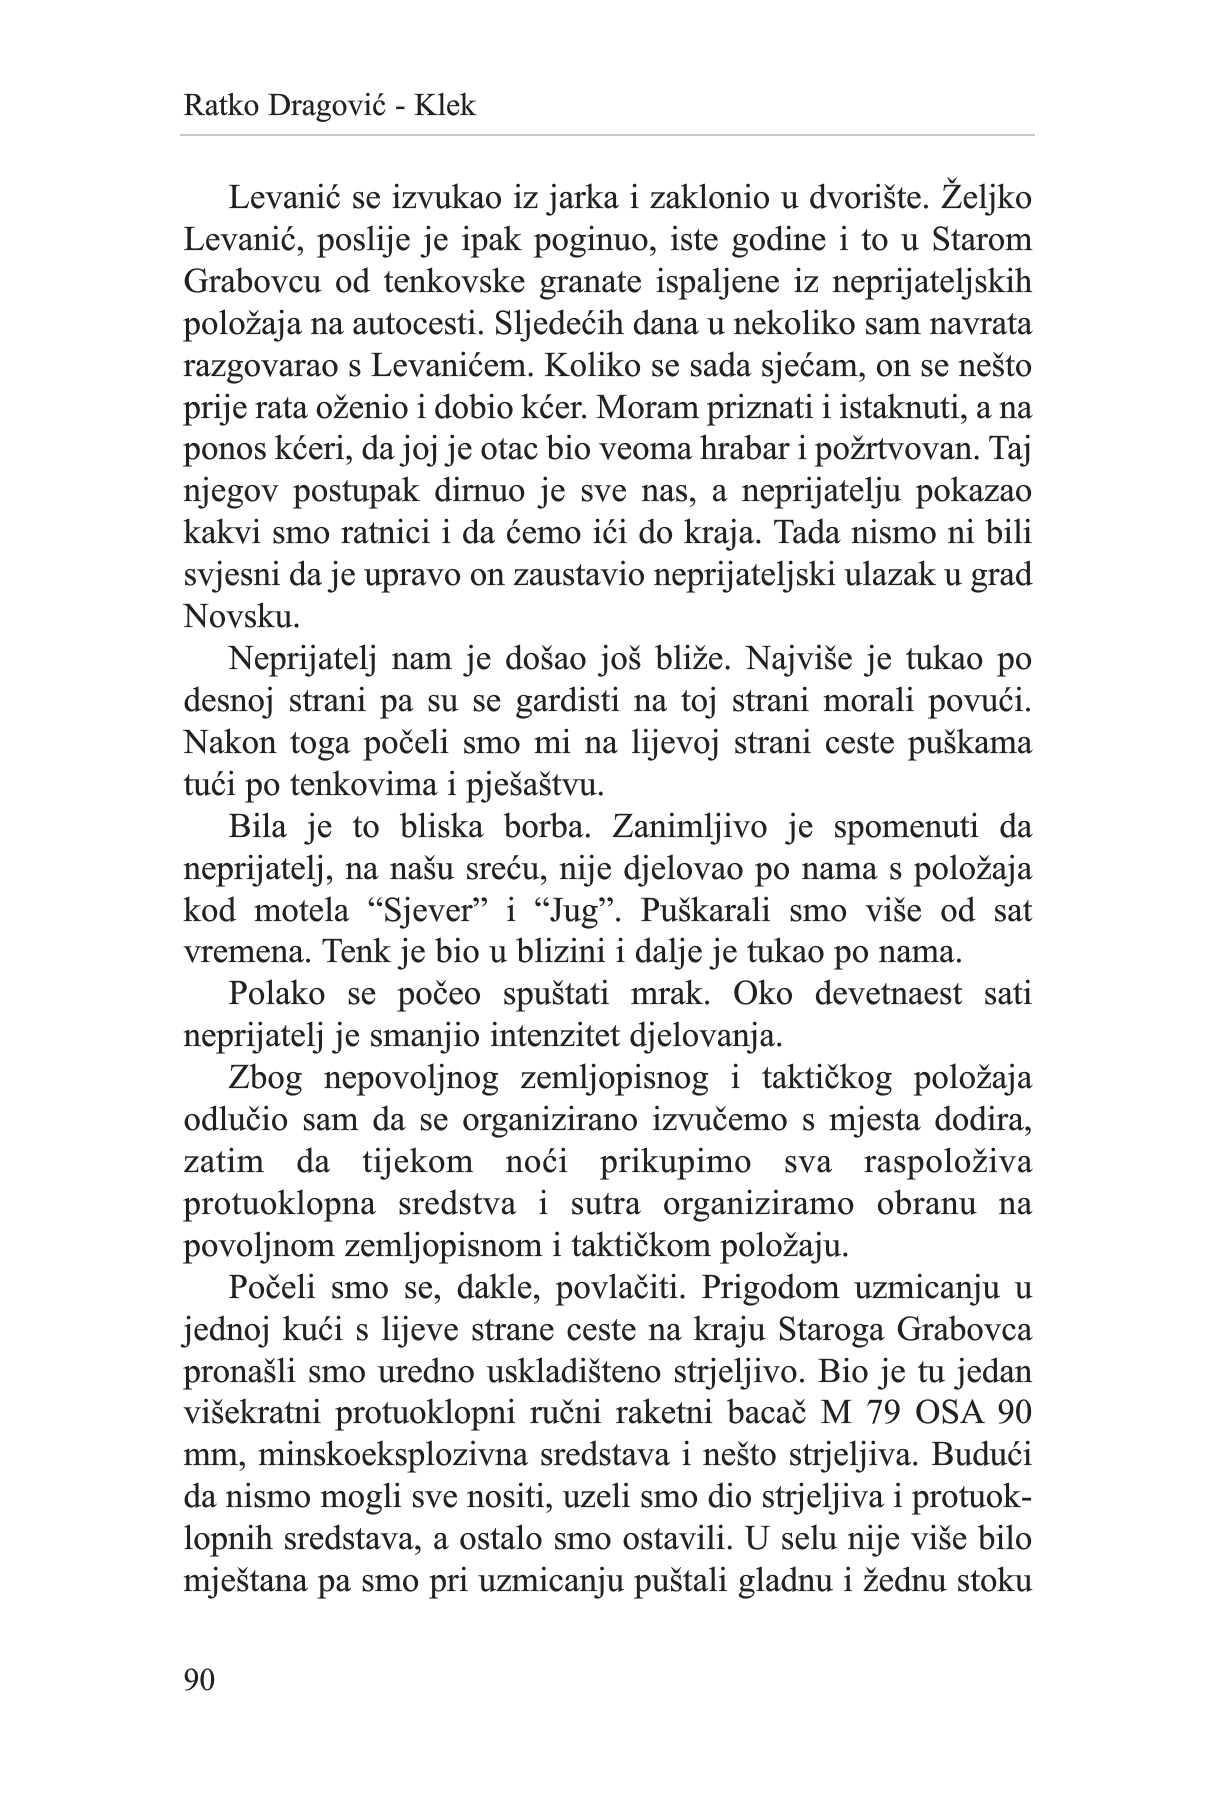 Ratko Dragović - Klek
Levanić se izvukao iz jarka i zaklonio u dvorište. Željko
Levanić, poslije je ipak poginuo, iste godine i to u Starom
Grabovcu od tenkovske granate ispaljene iz neprijateljskih
položaja na autocesti. Sljedećih dana u nekoliko sam navrata
razgovarao s Levanićem. Koliko se sada sjećam, on se nešto
prije rata oženio i dobio kćer. Moram priznati i istaknuti, a na
ponos kćeri, da joj je otac bio veoma hrabar i požrtvovan. Taj
njegov postupak dirnuo je sve nas, a neprijatelju pokazao
kakvi smo ratnici i da ćemo ići do kraja. Tada nismo ni bili
svjesni da je upravo on zaustavio neprijateljski ulazak u grad
Novsku.
Neprijatelj nam je došao još bliže. Najviše je tukao po
desnoj strani pa su se gardisti na toj strani morali povući.
Nakon toga počeli smo mi na lijevoj strani ceste puškama
tući po tenkovima i pješaštvu.
Bila je to bliska borba. Zanimljivo je spomenuti da
neprijatelj, na našu sreću, nije djelovao po nama s položaja
kod motela “Sjever” i “Jug”. Puškarali smo više od sat
vremena. Tenk je bio u blizini i dalje je tukao po nama.
Polako se počeo spuštati mrak. Oko devetnaest sati
neprijatelj je smanjio intenzitet djelovanja.
Zbog nepovoljnog zemljopisnog i taktičkog položaja
odlučio sam da se organizirano izvučemo s mjesta dodira,
zatim da tijekom noći prikupimo sva raspoloživa
protuoklopna sredstva i sutra organiziramo obranu na
povoljnom zemljopisnom i taktičkom položaju.
Počeli smo se, dakle, povlačiti. Prigodom uzmicanju u
jednoj kući s lijeve strane ceste na kraju Staroga Grabovca
pronašli smo uredno uskladišteno strjeljivo. Bio je tu jedan
višekratni protuoklopni ručni raketni bacač M 79 OSA 90
mm, minskoeksplozivna sredstava i nešto strjeljiva. Budući
da nismo mogli sve nositi, uzeli smo dio strjeljiva i protuok-
lopnih sredstava, a ostalo smo ostavili. U selu nije više bilo
mještana pa smo pri uzmicanju puštali gladnu i žednu stoku
90